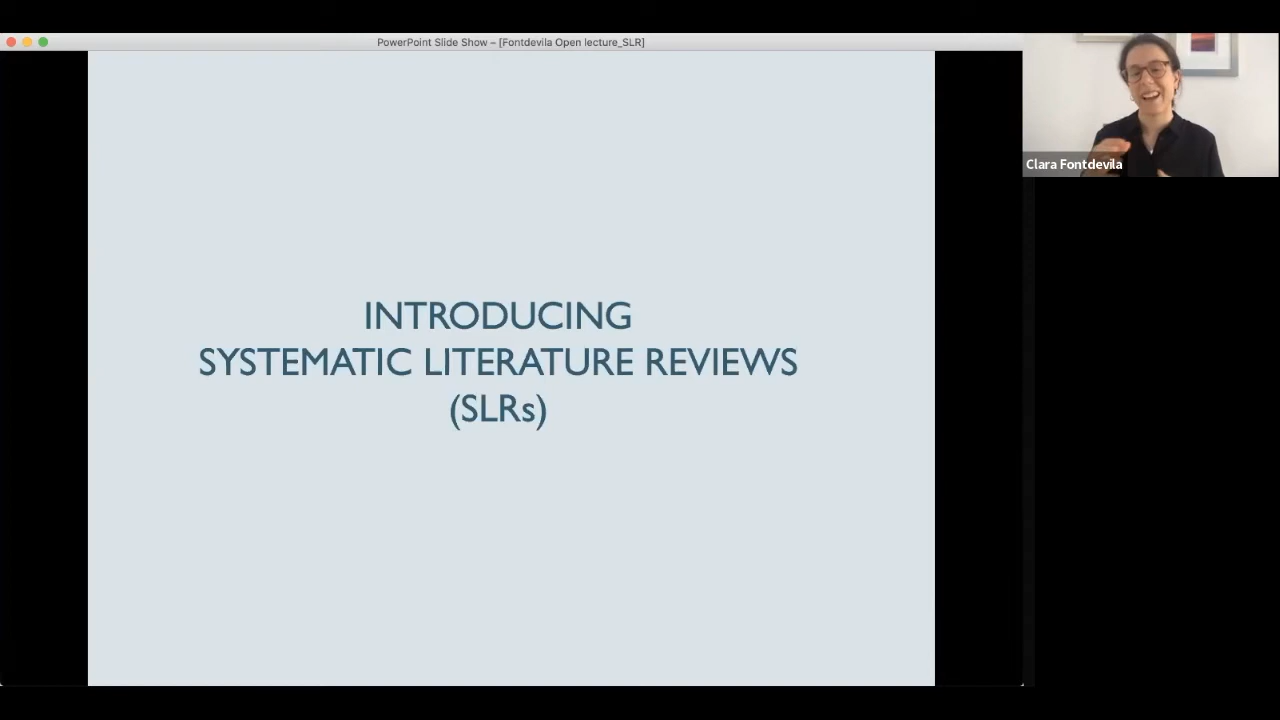 PowerPoint Slide Show – [Fontdevila Open lecture_SLR]
Clara Fontdevila
INTRODUCING
SYSTEMATIC LITERATURE REVIEWS
(SLRs)